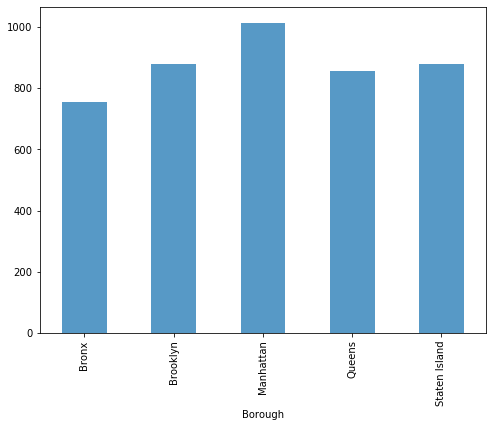 1000
800
600
400
200
0
Bronx
Brooklyn
Manhattan
Queens
Staten Island
Borough